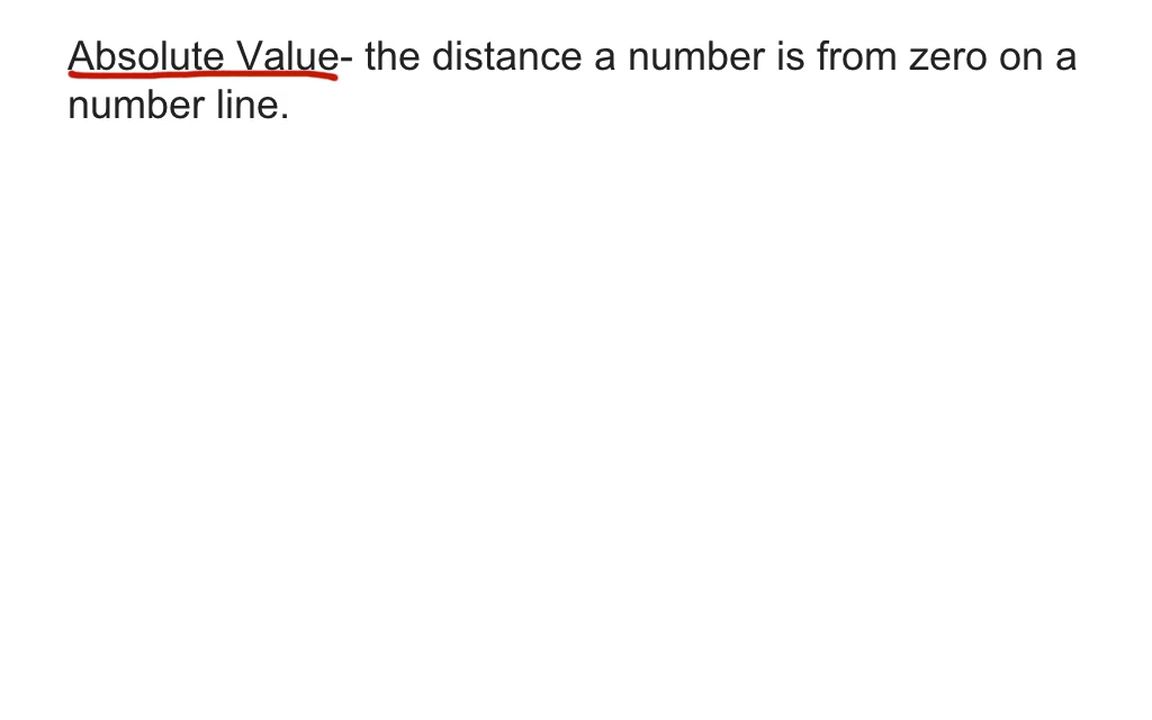 Absolute Value- the distance a number is from zero on a
number line.